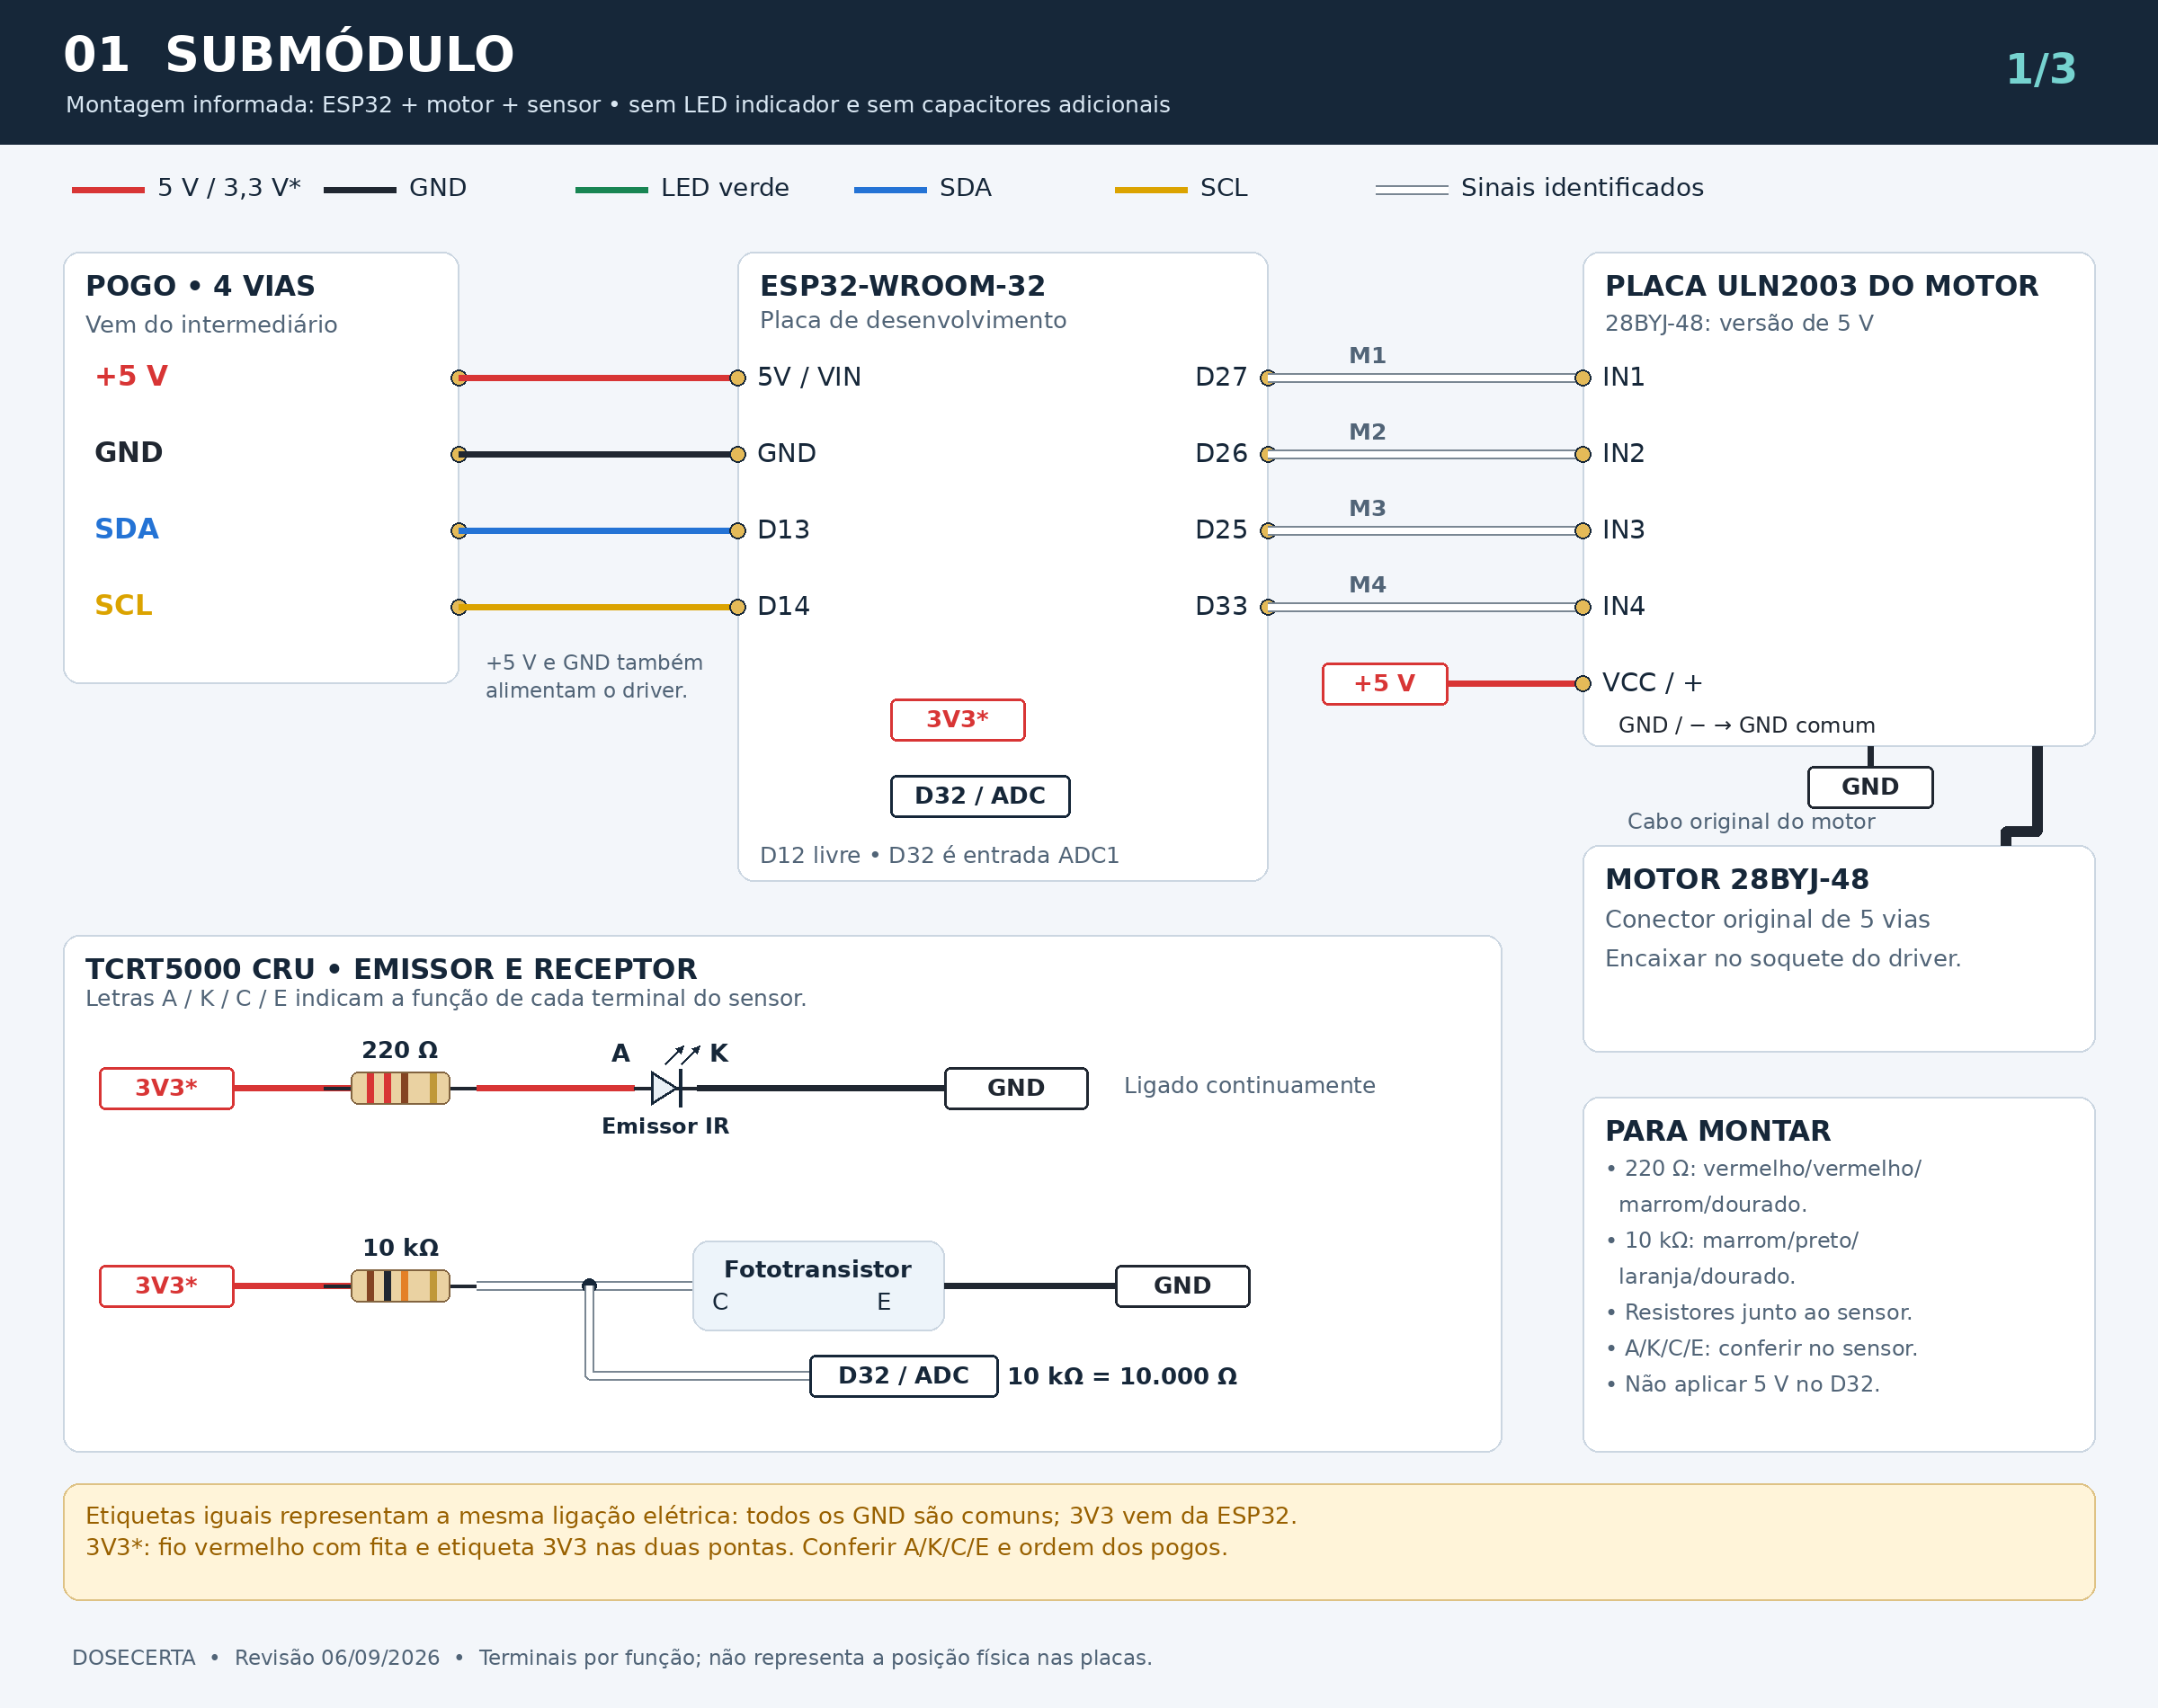 01 SUBMÓDULO
1/3
Montagem informada: ESP32 + motor + sensor • sem LED indicador e sem capacitores adicionais
5 V / 3,3 V*
GND
LED verde
SDA
SCL
Sinais identificados
POGO • 4 VIAS
Vem do intermediário
+5 V
GND
SDA
SCL
+5 V e GND também
alimentam o driver.
ESP32-WROOM-32
Placa de desenvolvimento
5V / VIN
GND
D13
D14
D27
D26
D25
D33
3V3*
D32 / ADC
D12 livre • D32 é entrada ADC1
M1
M2
M3
M4
+5 V
PLACA ULN2003 DO MOTOR
28BYJ-48: versão de 5 V
IN1
IN2
IN3
IN4
VCC / +
GND / − → GND comum
GND
Cabo original do motor
MOTOR 28BYJ-48
Conector original de 5 vias
Encaixar no soquete do driver.
TCRT5000 CRU • EMISSOR E RECEPTOR
Letras A / K / C / E indicam a função de cada terminal do sensor.
220 Ω
A
K
3V3*
GND
Ligado continuamente
Emissor IR
10 kΩ
3V3*
Fototransistor
C
E
GND
D32 / ADC
10 kΩ = 10.000 Ω
PARA MONTAR
• 220 Ω: vermelho/vermelho/
marrom/dourado.
• 10 kΩ: marrom/preto/
laranja/dourado.
• Resistores junto ao sensor.
• A/K/C/E: conferir no sensor.
• Não aplicar 5 V no D32.
Etiquetas iguais representam a mesma ligação elétrica: todos os GND são comuns; 3V3 vem da ESP32.
3V3*: fio vermelho com fita e etiqueta 3V3 nas duas pontas. Conferir A/K/C/E e ordem dos pogos.
DOSECERTA • Revisão 06/09/2026 • Terminais por função; não representa a posição física nas placas.